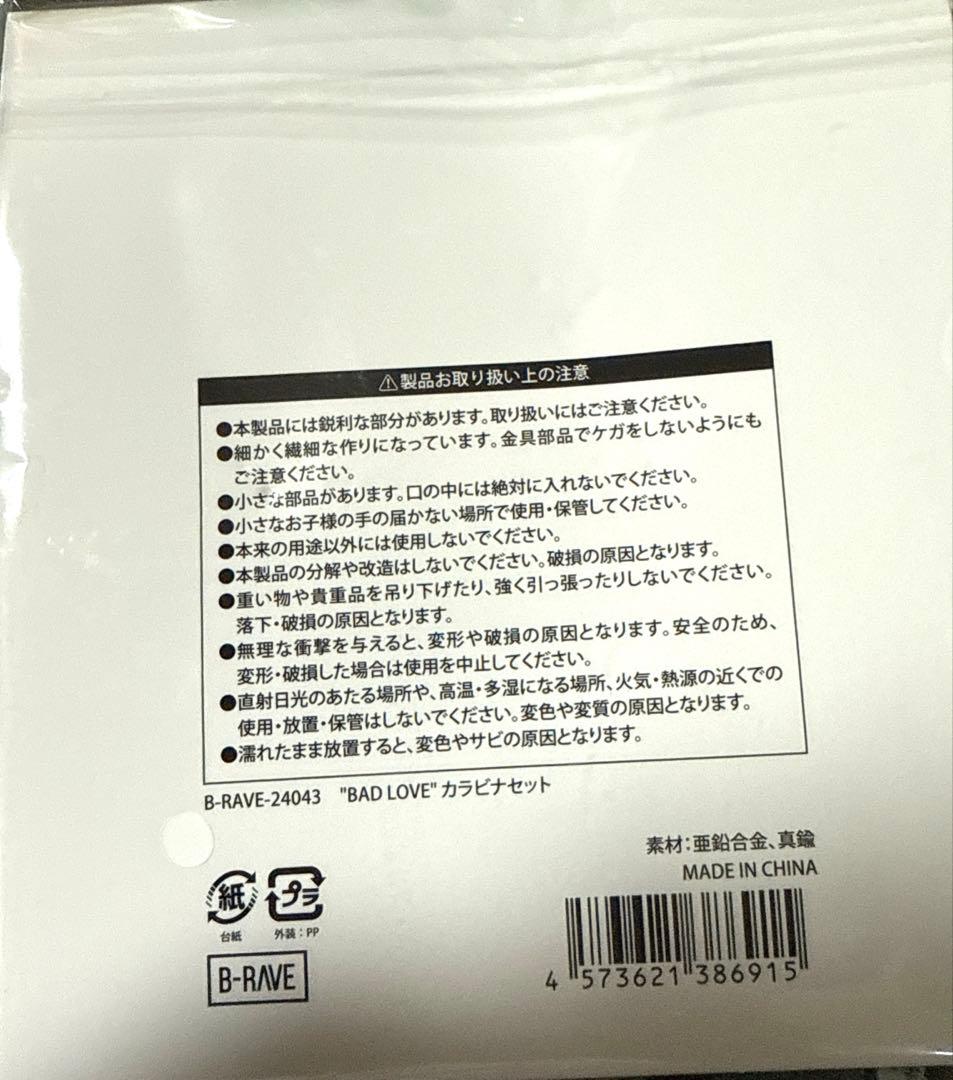 ⚠製品お取り扱い上の注意
●本製品には鋭利な部分があります。取り扱いにはご注意ください。
●細かく繊細な作りになっています。金具部品でケガをしないようにも
ご注意ください。
●小さな部品があります。口の中には絶対に入れないでください。
●小さなお子様の手の届かない場所で使用・保管してください。
●本来の用途以外には使用しないでください。
●本製品の分解や改造はしないでください。破損の原因となります。
●重い物や貴重品を吊り下げたり、強く引っ張ったりしないでください。
落下・破損の原因となります。
●無理な衝撃を与えると、変形や破損の原因となります。安全のため、
変形・破損した場合は使用を中止してください。
●直射日光のあたる場所や、高温・多湿になる場所、火気・熱源の近くでの
使用・放置・保管はしないでください。変色や変質の原因となります。
●濡れたまま放置すると、変色やサビの原因となります。
B-RAVE-24043 "BAD LOVE" カラビナセット
素材：亜鉛合金、真鍮
MADE IN CHINA
紙 プラ
台紙 外装：PP
B-RAVE
4 573621 386915